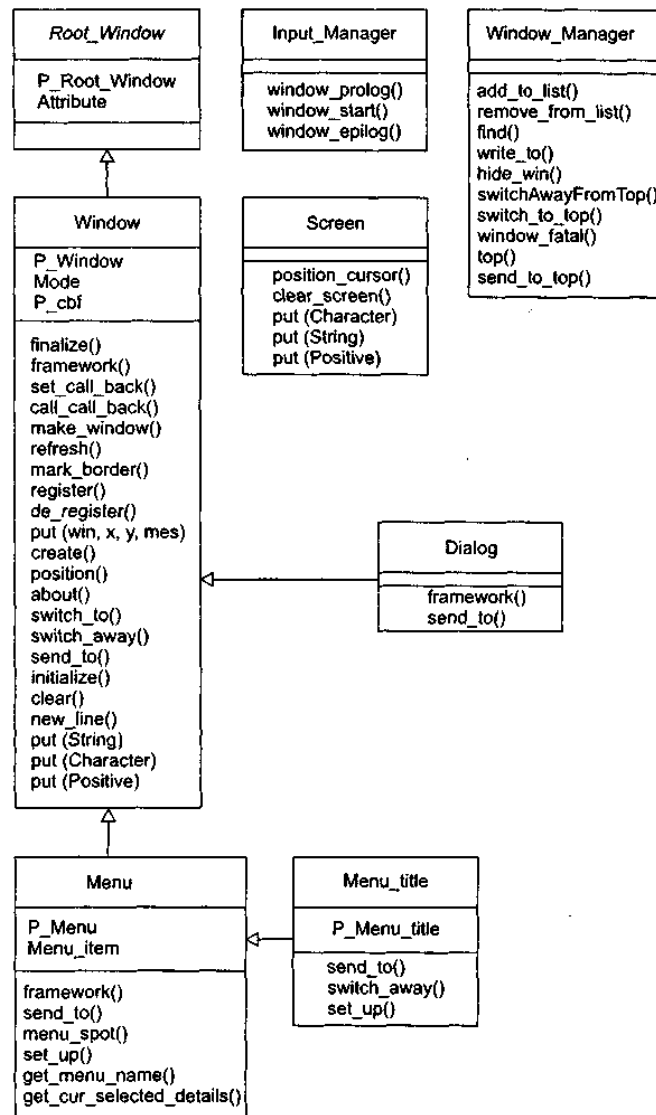 Root_Window
P_Root_Window
Attribute
Input_Manager
window_prolog()
window_start()
window_epilog()
Window_Manager
add_to_list()
remove_from_list()
find()
write_to()
hide_win()
switchAwayFromTop()
switch_to_top()
window_fatal()
top()
send_to_top()
Window
P_Window
Mode
P_cbf
finalize()
framework()
set_call_back()
call_call_back()
make_window()
refresh()
mark_border()
register()
de_register()
put (win, x, y, mes)
create()
position()
about()
switch_to()
switch_away()
send_to()
initialize()
clear()
new_line()
put (String)
put (Character)
put (Positive)
Screen
position_cursor()
clear_screen()
put (Character)
put (String)
put (Positive)
Dialog
framework()
send_to()
Menu
P_Menu
Menu_item
framework()
send_to()
menu_spot()
set_up()
get_menu_name()
get_cur_selected_details()
Menu_title
P_Menu_title
send_to()
switch_away()
set_up()